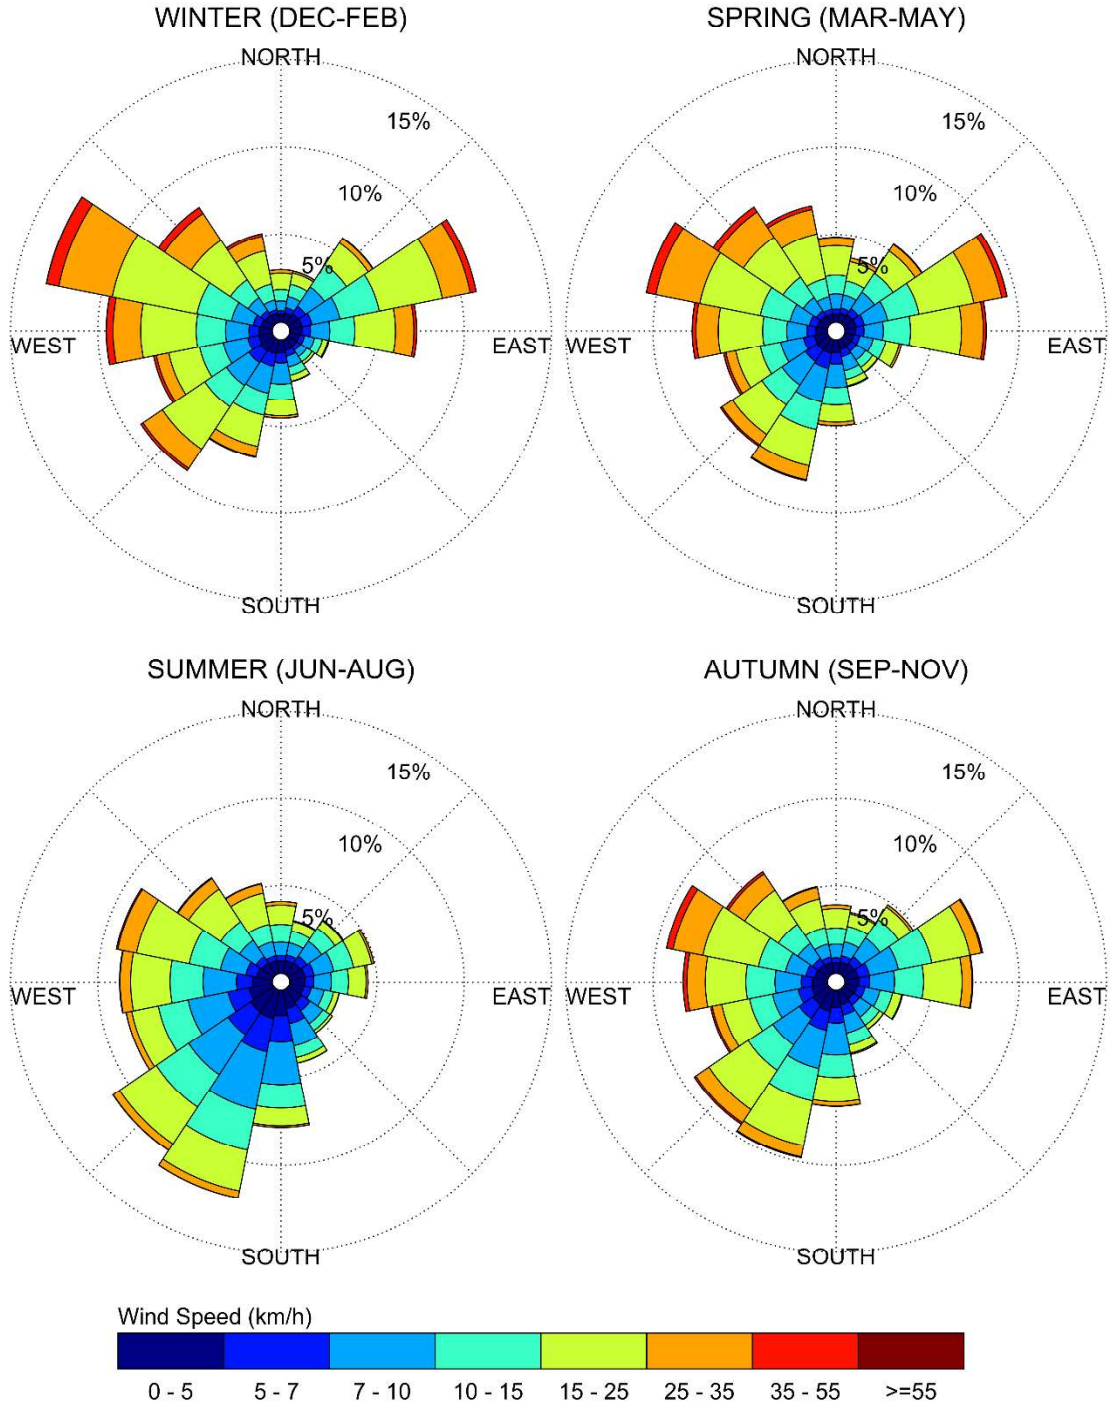 WINTER (DEC-FEB)
NORTH
15%
10%
5%
WEST
EAST
SOUTH
SPRING (MAR-MAY)
NORTH
15%
10%
5%
WEST
EAST
SOUTH
SUMMER (JUN-AUG)
NORTH
15%
10%
5%
WEST
EAST
SOUTH
AUTUMN (SEP-NOV)
NORTH
15%
10%
5%
WEST
EAST
SOUTH
Wind Speed (km/h)
0 - 5 5 - 7 7 - 10 10 - 15 15 - 25 25 - 35 35 - 55 >=55